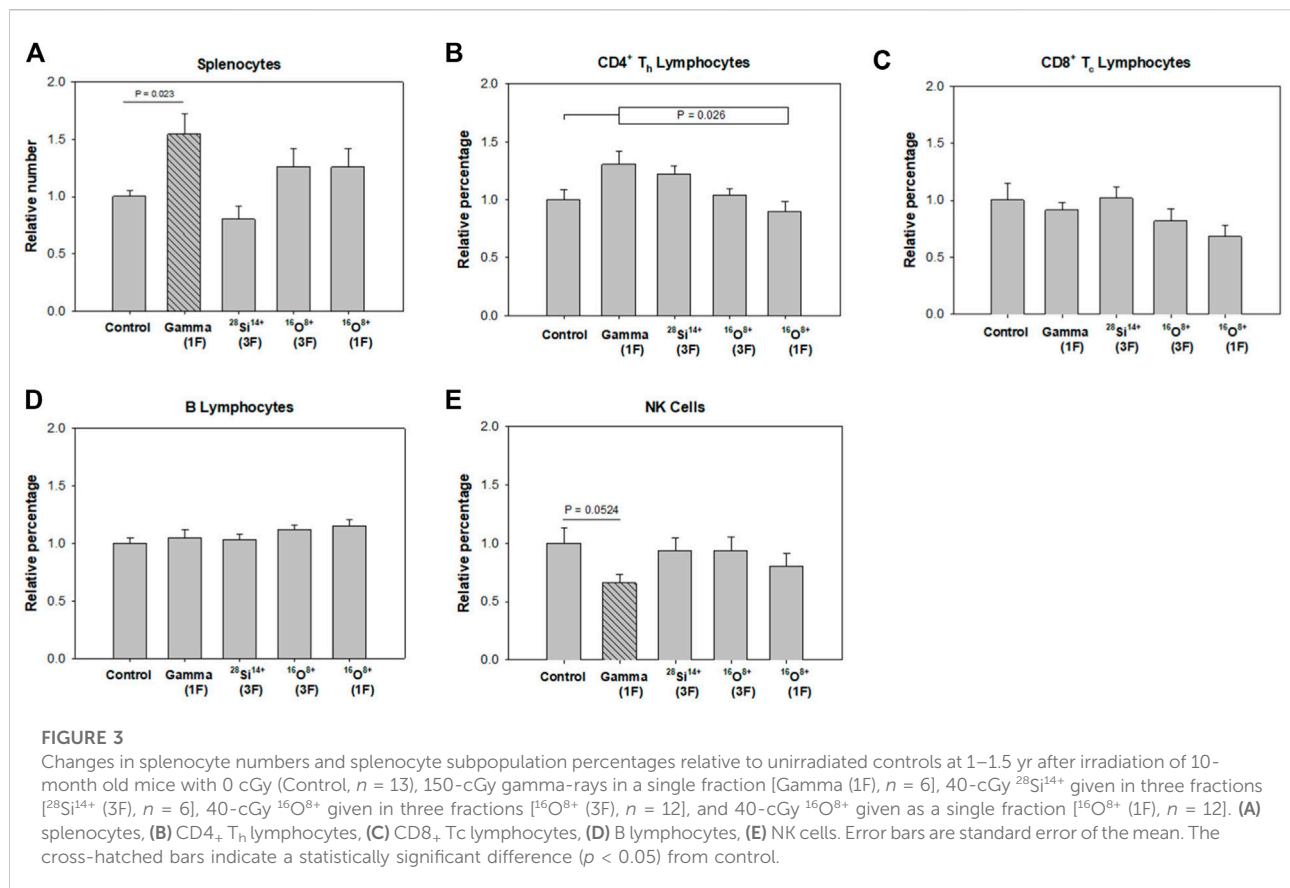 A
Splenocytes
2.0
1.5
1.0
0.5
0.0
Relative number
P = 0.023
Control
Gamma
(1F)
²⁸Si¹⁴⁺
(3F)
¹⁶O⁸⁺
(3F)
¹⁶O⁸⁺
(1F)
B
CD4⁺ Tₕ Lymphocytes
2.0
1.5
1.0
0.5
0.0
Relative percentage
P = 0.026
Control
Gamma
(1F)
²⁸Si¹⁴⁺
(3F)
¹⁶O⁸⁺
(3F)
¹⁶O⁸⁺
(1F)
C
CD8⁺ T꜀ Lymphocytes
2.0
1.5
1.0
0.5
0.0
Relative percentage
Control
Gamma
(1F)
²⁸Si¹⁴⁺
(3F)
¹⁶O⁸⁺
(3F)
¹⁶O⁸⁺
(1F)
D
B Lymphocytes
2.0
1.5
1.0
0.5
0.0
Relative percentage
Control
Gamma
(1F)
²⁸Si¹⁴⁺
(3F)
¹⁶O⁸⁺
(3F)
¹⁶O⁸⁺
(1F)
E
NK Cells
2.0
1.5
1.0
0.5
0.0
Relative percentage
P = 0.0524
Control
Gamma
(1F)
²⁸Si¹⁴⁺
(3F)
¹⁶O⁸⁺
(3F)
¹⁶O⁸⁺
(1F)
FIGURE 3
Changes in splenocyte numbers and splenocyte subpopulation percentages relative to unirradiated controls at 1–1.5 yr after irradiation of 10-
month old mice with 0 cGy (Control, n = 13), 150-cGy gamma-rays in a single fraction [Gamma (1F), n = 6], 40-cGy ²⁸Si¹⁴⁺ given in three fractions
[²⁸Si¹⁴⁺ (3F), n = 6], 40-cGy ¹⁶O⁸⁺ given in three fractions [¹⁶O⁸⁺ (3F), n = 12], and 40-cGy ¹⁶O⁸⁺ given as a single fraction [¹⁶O⁸⁺ (1F), n = 12]. (A)
splenocytes, (B) CD4₊ Tₕ lymphocytes, (C) CD8₊ Tc lymphocytes, (D) B lymphocytes, (E) NK cells. Error bars are standard error of the mean. The
cross-hatched bars indicate a statistically significant difference (p < 0.05) from control.